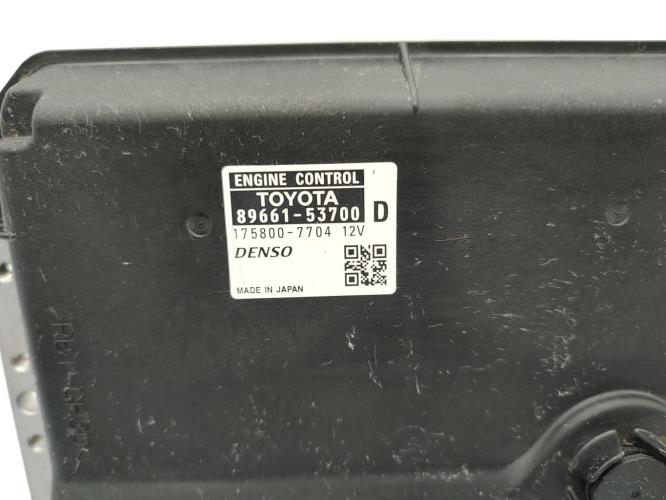 ENGINE CONTROL
TOYOTA
89661-53700 D
175800-7704 12V
DENSO
MADE IN JAPAN